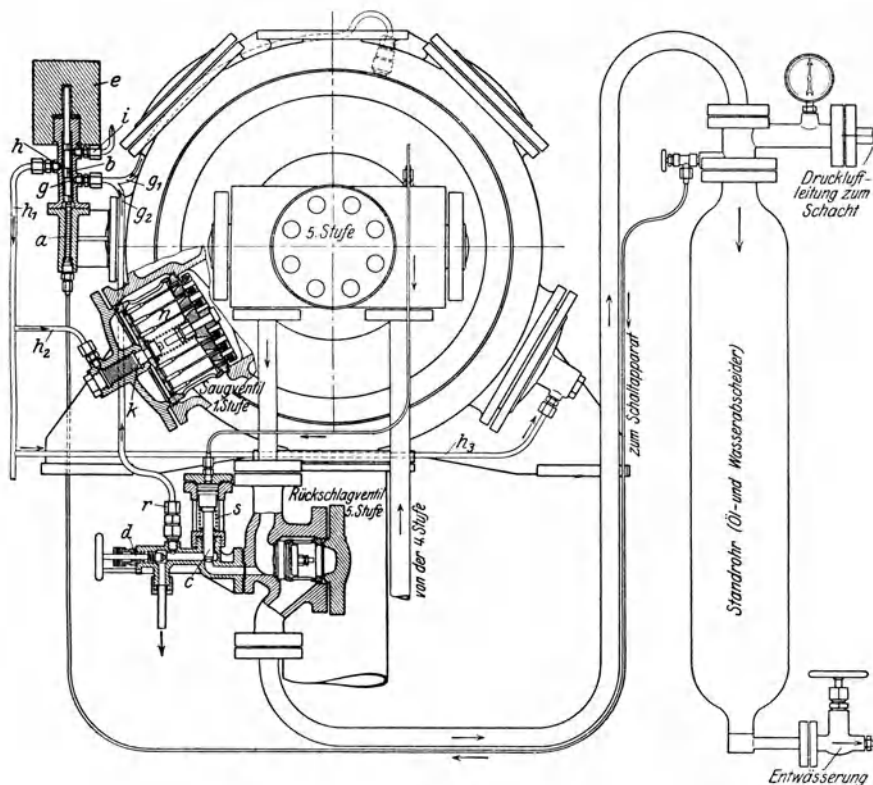 e
i
h
b
g
g₁
g₂
h₁
a
h₂
n
k
Saugventil
1. Stufe
5. Stufe
h₃
r
s
d
c
Rückschlagventil
5. Stufe
von der 4. Stufe
zum Schaltapparat
Druckluft-
leitung zum
Schacht
Standrohr (Öl- und Wasserabscheider)
Entwässerung